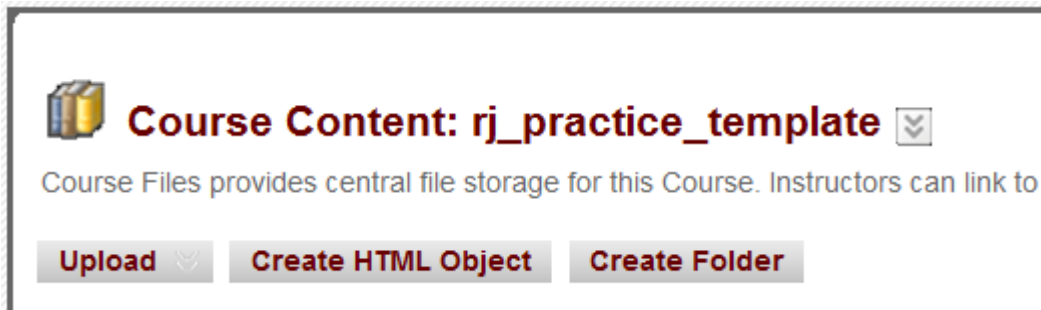 Course Content: rj_practice_template
Course Files provides central file storage for this Course. Instructors can link to
Upload Create HTML Object Create Folder